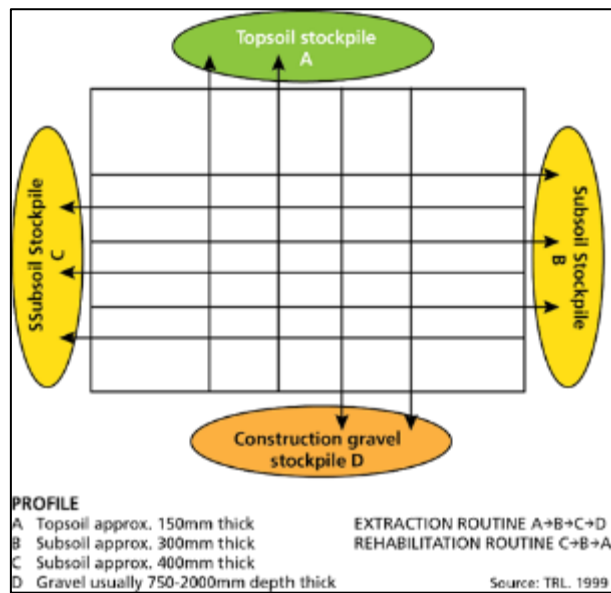 Topsoil stockpile
A
SSubsoil Stockpile
C
Subsoil Stockpile
B
Construction gravel
stockpile D
PROFILE
A Topsoil approx. 150mm thick
B Subsoil approx. 300mm thick
C Subsoil approx. 400mm thick
D Gravel usually 750-2000mm depth thick
EXTRACTION ROUTINE A→B→C→D
REHABILITATION ROUTINE C→B→A
Source: TRL. 1999